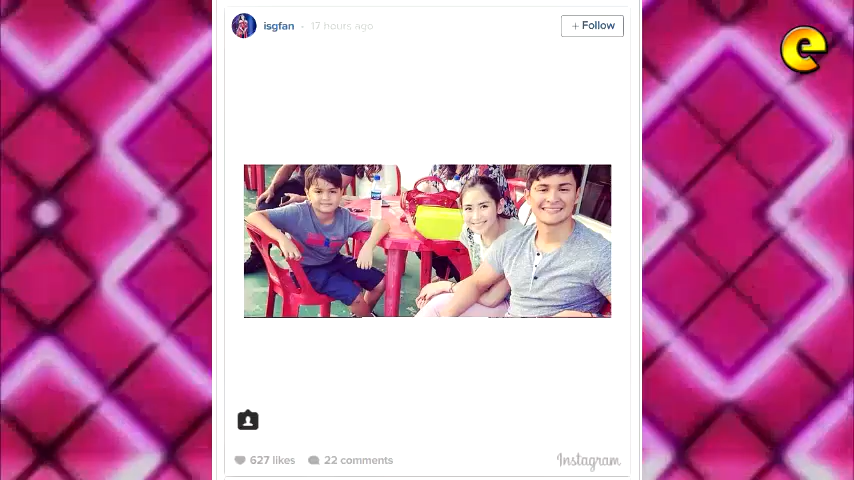 isgfan - 17 hours ago
+ Follow
e
627 likes 22 comments
Instagram